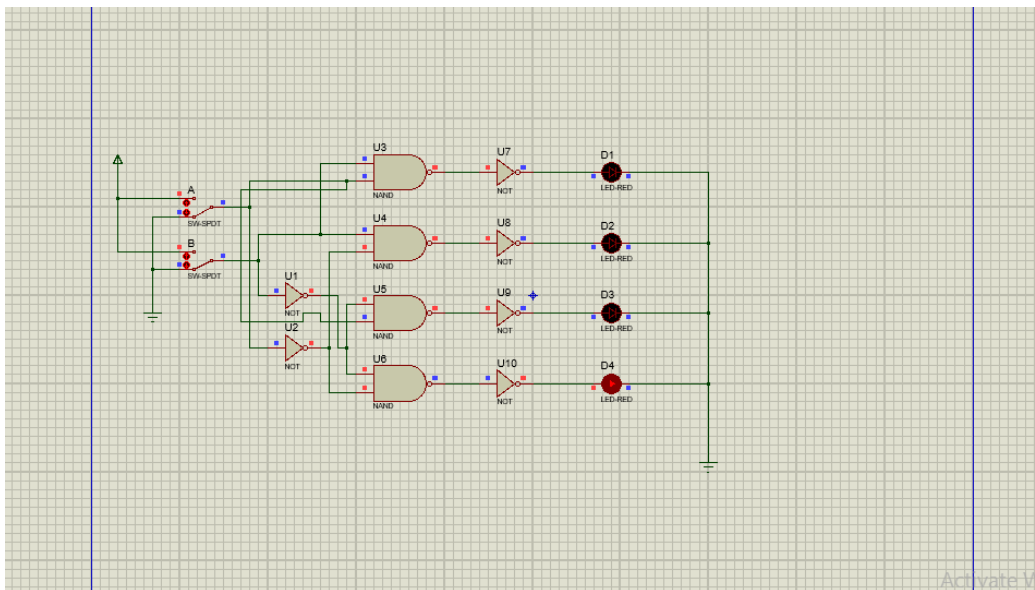 U3
NAND
U7
NOT
D1
LED-RED
A
SW-SPDT
U4
NAND
U8
NOT
D2
LED-RED
B
SW-SPDT
U1
NOT
U5
NAND
U9
NOT
D3
LED-RED
U2
NOT
U6
NAND
U10
NOT
D4
LED-RED
Activate